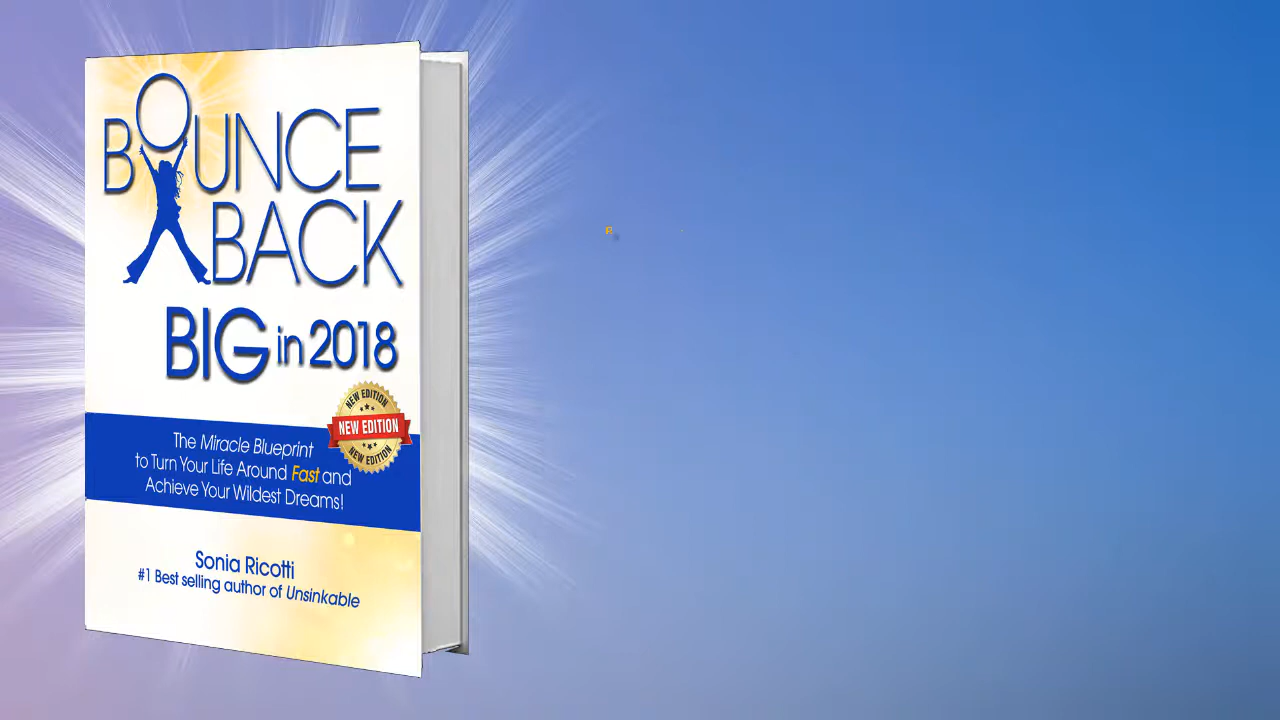 BOUNCE
BACK
BIG in 2018
NEW EDITION
NEW EDITION
NEW EDITION
The Miracle Blueprint
to Turn Your Life Around Fast and
Achieve Your Wildest Dreams!
Sonia Ricotti
#1 Best selling author of Unsinkable